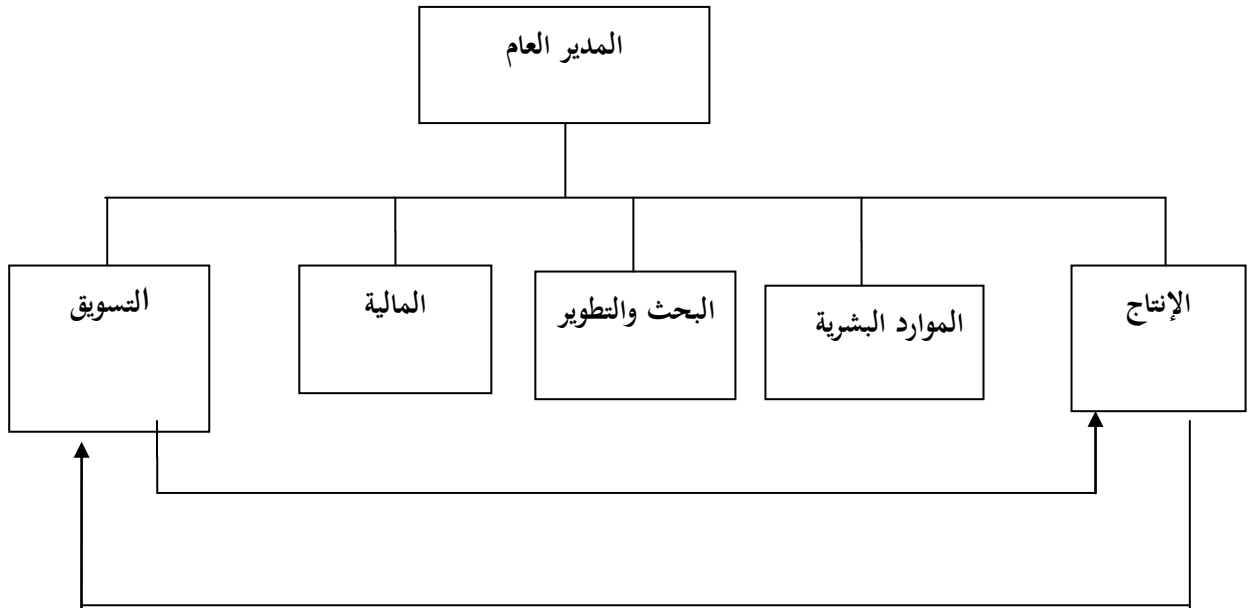 المدير العام
الإنتاج
الموارد البشرية
البحث والتطوير
المالية
التسويق